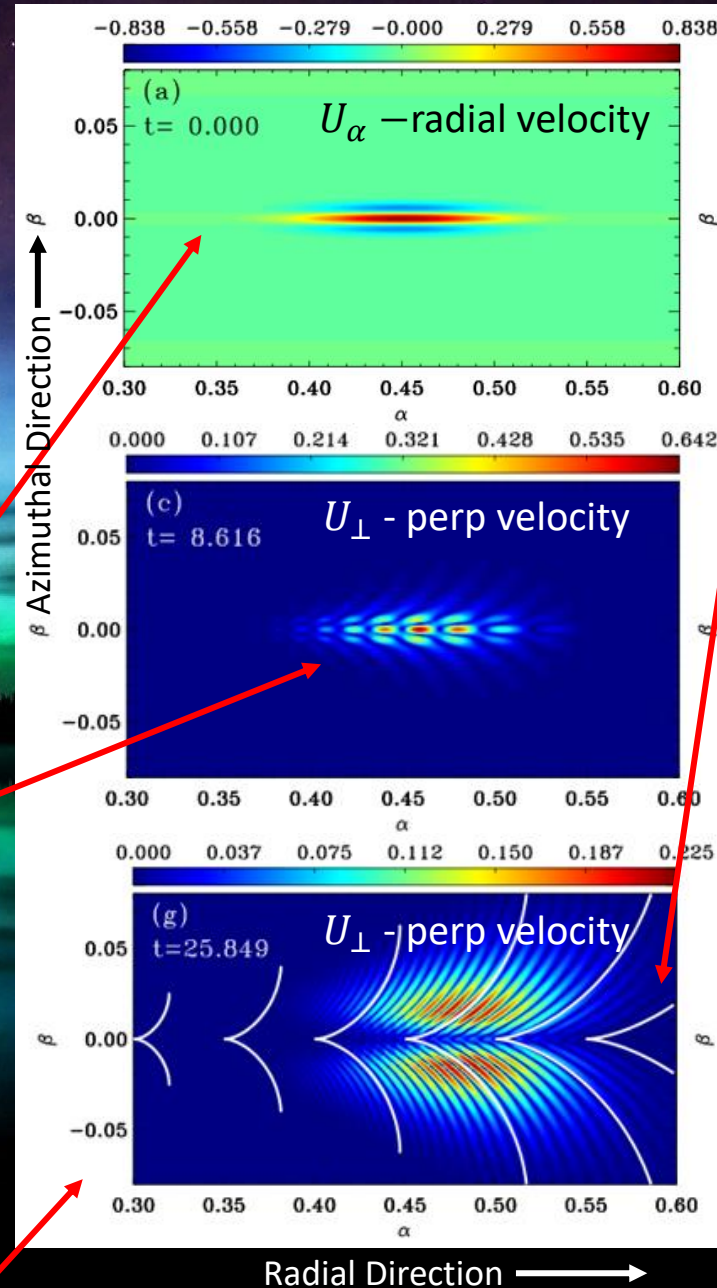 −0.838 −0.558 −0.279 −0.000 0.279 0.558 0.838
(a)
t= 0.000
U_α −radial velocity
0.05
0.00
−0.05
β
β
0.30 0.35 0.40 0.45 0.50 0.55 0.60
α
Azimuthal Direction
0.000 0.107 0.214 0.321 0.428 0.535 0.642
(c)
t= 8.616
U_⊥ - perp velocity
0.05
0.00
−0.05
β
β
0.30 0.35 0.40 0.45 0.50 0.55 0.60
α
0.000 0.037 0.075 0.112 0.150 0.187 0.225
(g)
t=25.849
U_⊥ - perp velocity
0.05
0.00
−0.05
β
β
0.30 0.35 0.40 0.45 0.50 0.55 0.60
α
Radial Direction